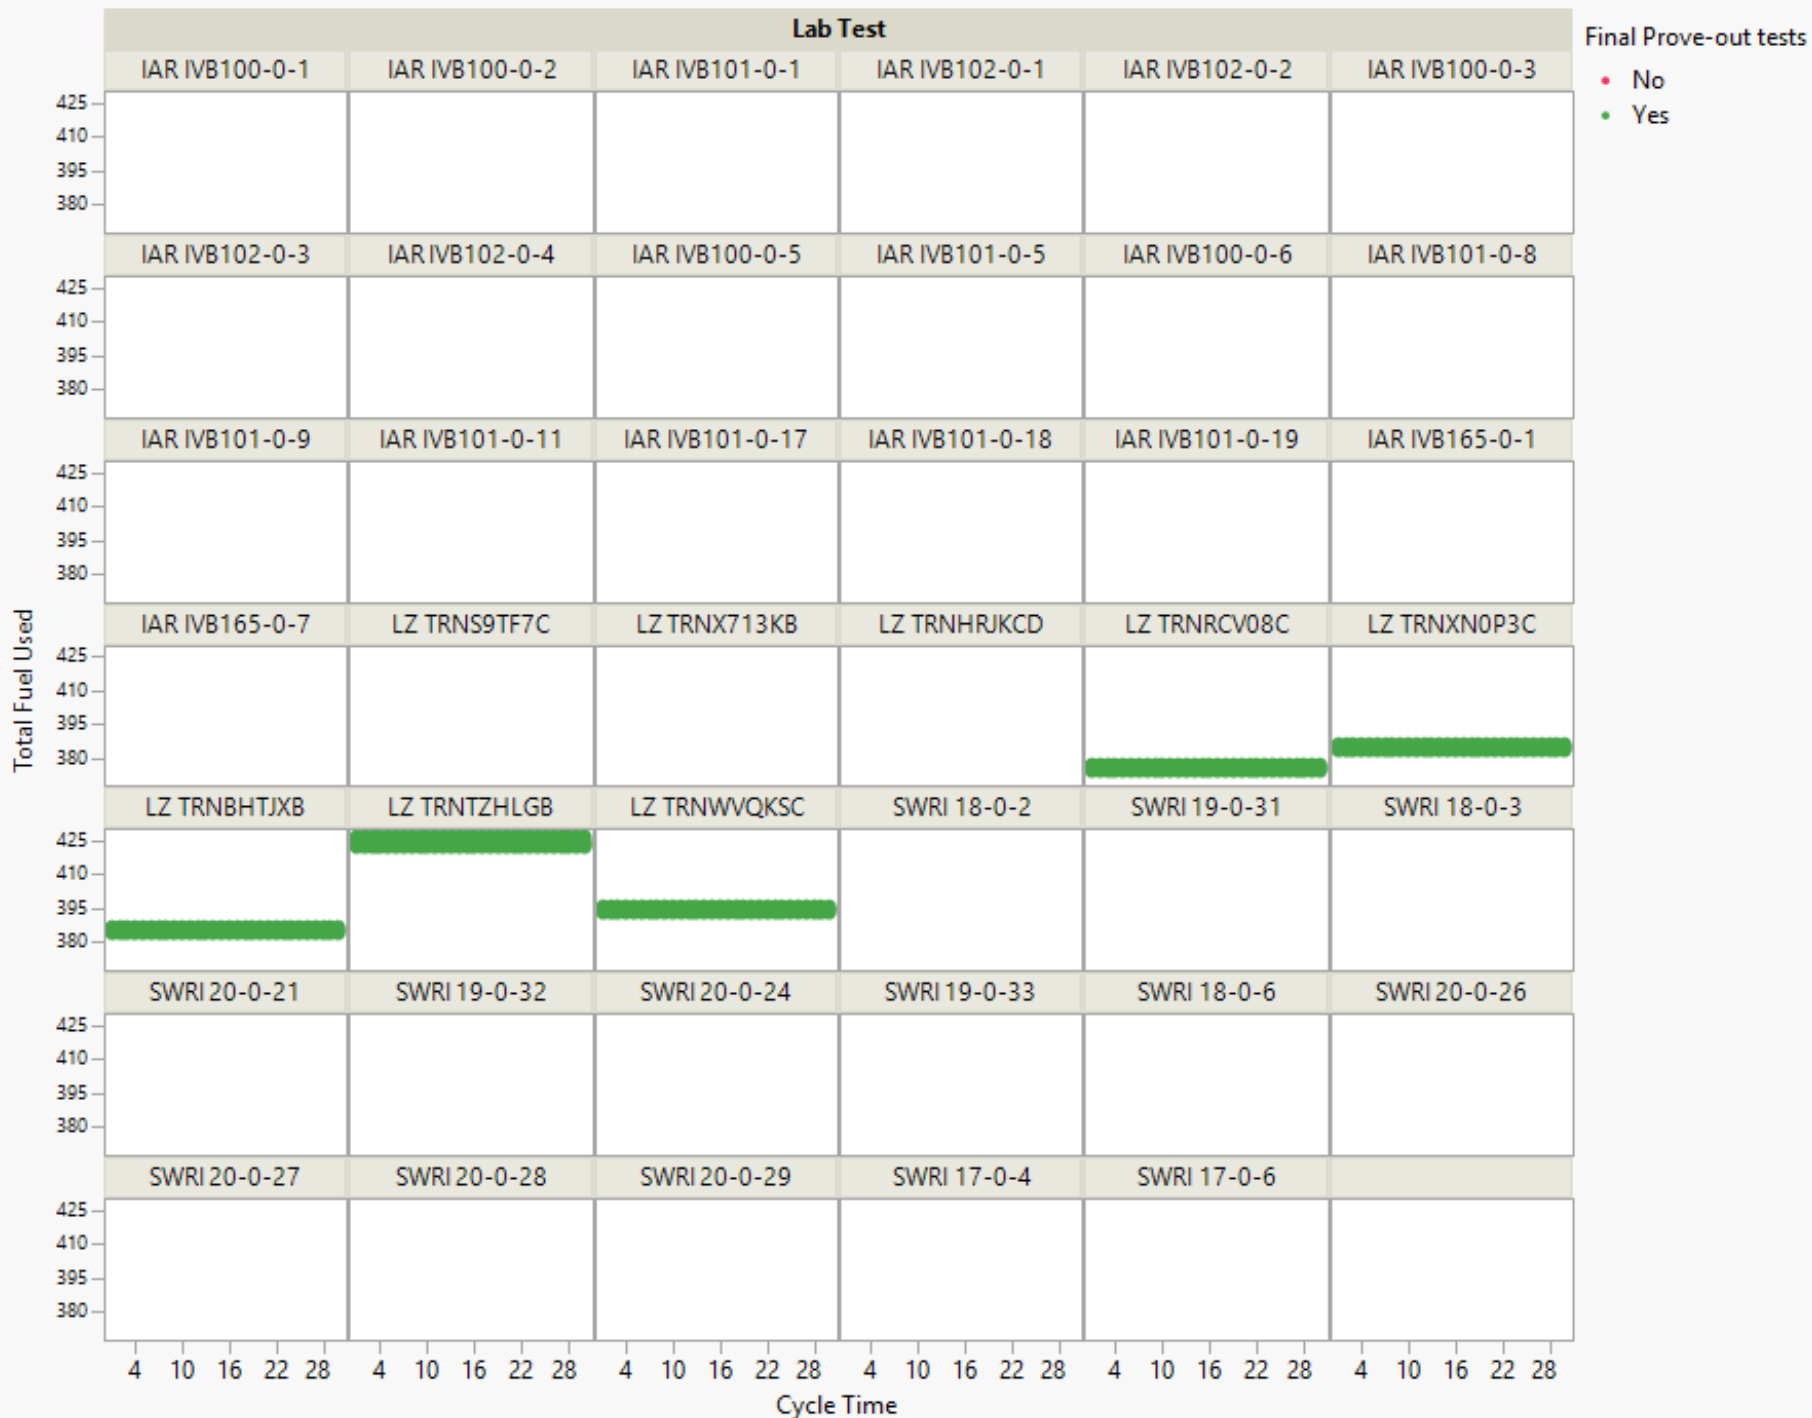 Lab Test
Final Prove-out tests
No
Yes
IAR IVB100-0-1 IAR IVB100-0-2 IAR IVB101-0-1 IAR IVB102-0-1 IAR IVB102-0-2 IAR IVB100-0-3
425
410
395
380
IAR IVB102-0-3 IAR IVB102-0-4 IAR IVB100-0-5 IAR IVB101-0-5 IAR IVB100-0-6 IAR IVB101-0-8
425
410
395
380
IAR IVB101-0-9 IAR IVB101-0-11 IAR IVB101-0-17 IAR IVB101-0-18 IAR IVB101-0-19 IAR IVB165-0-1
425
410
395
380
Total Fuel Used
IAR IVB165-0-7 LZ TRNS9TF7C LZ TRNX713KB LZ TRNHRJKCD LZ TRNRCV08C LZ TRNXN0P3C
425
410
395
380
LZ TRNBHTJXB LZ TRNTZHLGB LZ TRNWVQKSC SWRI 18-0-2 SWRI 19-0-31 SWRI 18-0-3
425
410
395
380
SWRI 20-0-21 SWRI 19-0-32 SWRI 20-0-24 SWRI 19-0-33 SWRI 18-0-6 SWRI 20-0-26
425
410
395
380
SWRI 20-0-27 SWRI 20-0-28 SWRI 20-0-29 SWRI 17-0-4 SWRI 17-0-6
425
410
395
380
4 10 16 22 28 4 10 16 22 28 4 10 16 22 28 4 10 16 22 28 4 10 16 22 28 4 10 16 22 28
Cycle Time